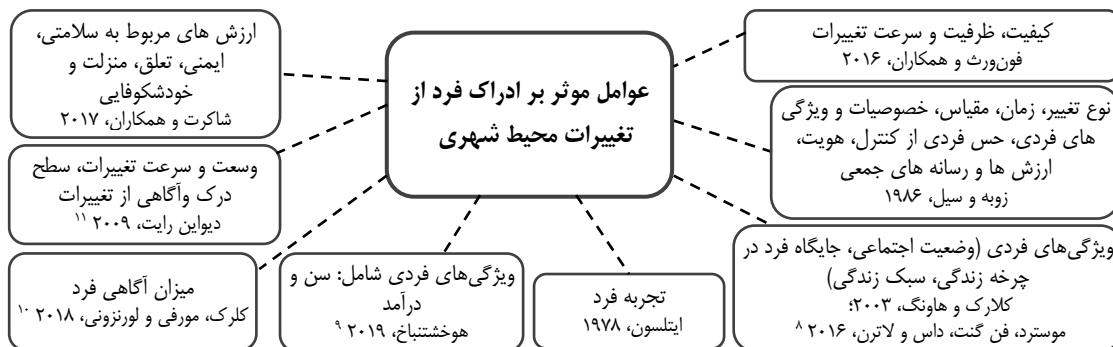 عوامل موثر بر ادراک فرد از
تغییرات محیط شهری
کیفیت، ظرفیت و سرعت تغییرات
فون‌ورث و همکاران، ۲۰۱۶
نوع تغییر، زمان، مقیاس، خصوصیات و ویژگی
های فردی، حس فردی از کنترل، هویت،
ارزش ها و رسانه های جمعی
زوبه و سیل، ۱۹۸۶
ویژگی‌های فردی (وضعیت اجتماعی، جایگاه فرد در
چرخه زندگی، سبک زندگی)
کلارک و هاونگ، ۲۰۰۳؛
موسترد، فن گنت، داس و لاترن، ۲۰۱۶ ۸
تجربه فرد
ایتلسون، ۱۹۷۸
ویژگی‌های فردی شامل: سن و
درآمد
هوخشتنباخ، ۲۰۱۹ ۹
میزان آگاهی فرد
کلرک، مورفی و لورنزونی، ۲۰۱۸ ۱۰
وسعت و سرعت تغییرات، سطح
درک وآگاهی از تغییرات
دیواین رایت، ۲۰۰۹ ۱۱
ارزش های مربوط به سلامتی،
ایمنی، تعلق، منزلت و
خودشکوفایی
شاکرت و همکاران، ۲۰۱۷